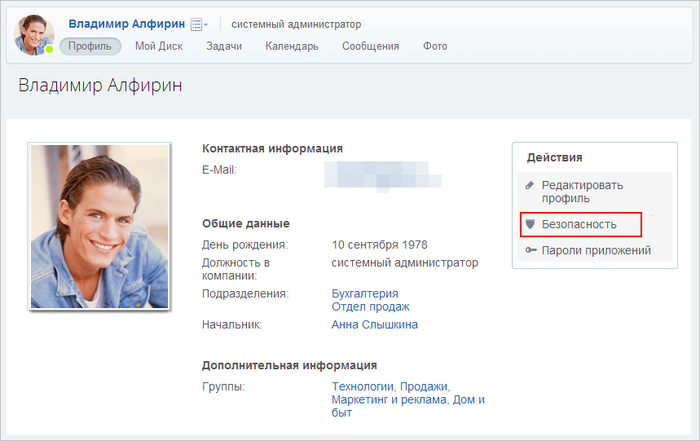 Владимир Алфирин системный администратор
Профиль Мой Диск Задачи Календарь Сообщения Фото
Владимир Алфирин
Контактная информация
E-Mail:
Общие данные
День рождения: 10 сентября 1978
Должность в компании: системный администратор
Подразделения: Бухгалтерия
Отдел продаж
Начальник: Анна Слышкина
Дополнительная информация
Группы: Технологии, Продажи,
Маркетинг и реклама, Дом и
быт
Действия
Редактировать
профиль
Безопасность
Пароли приложений